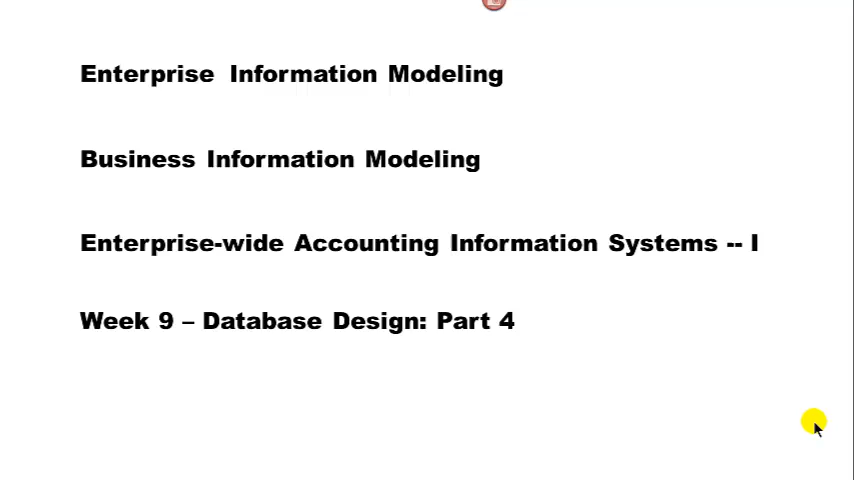 Enterprise Information Modeling
Business Information Modeling
Enterprise-wide Accounting Information Systems -- I
Week 9 – Database Design: Part 4